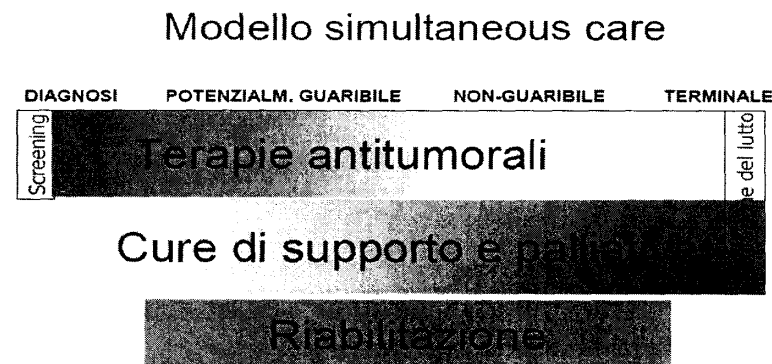 Modello simultaneous care
DIAGNOSI POTENZIALM. GUARIBILE NON-GUARIBILE TERMINALE
Screening
Terapie antitumorali
e del lutto
Cure di supporto e
Riabilitazione